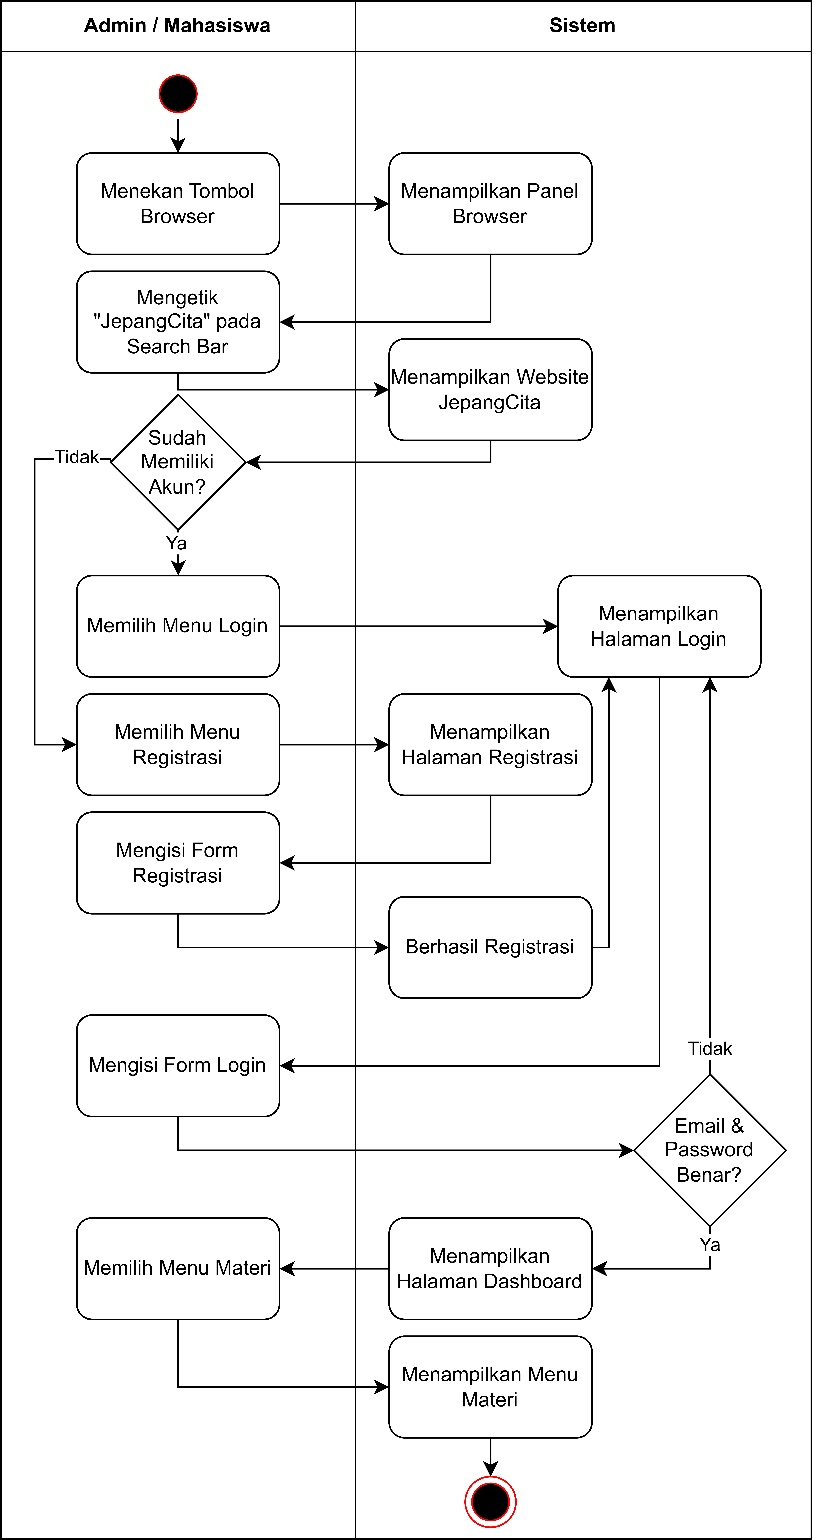 Admin / Mahasiswa
Sistem
Menekan Tombol
Browser
Menampilkan Panel
Browser
Mengetik
"JepangCita" pada
Search Bar
Menampilkan Website
JepangCita
Sudah
Memiliki
Akun?
Tidak
Ya
Memilih Menu Login
Menampilkan
Halaman Login
Memilih Menu
Registrasi
Menampilkan
Halaman Registrasi
Mengisi Form
Registrasi
Berhasil Registrasi
Mengisi Form Login
Tidak
Email &
Password
Benar?
Ya
Memilih Menu Materi
Menampilkan
Halaman Dashboard
Menampilkan Menu
Materi